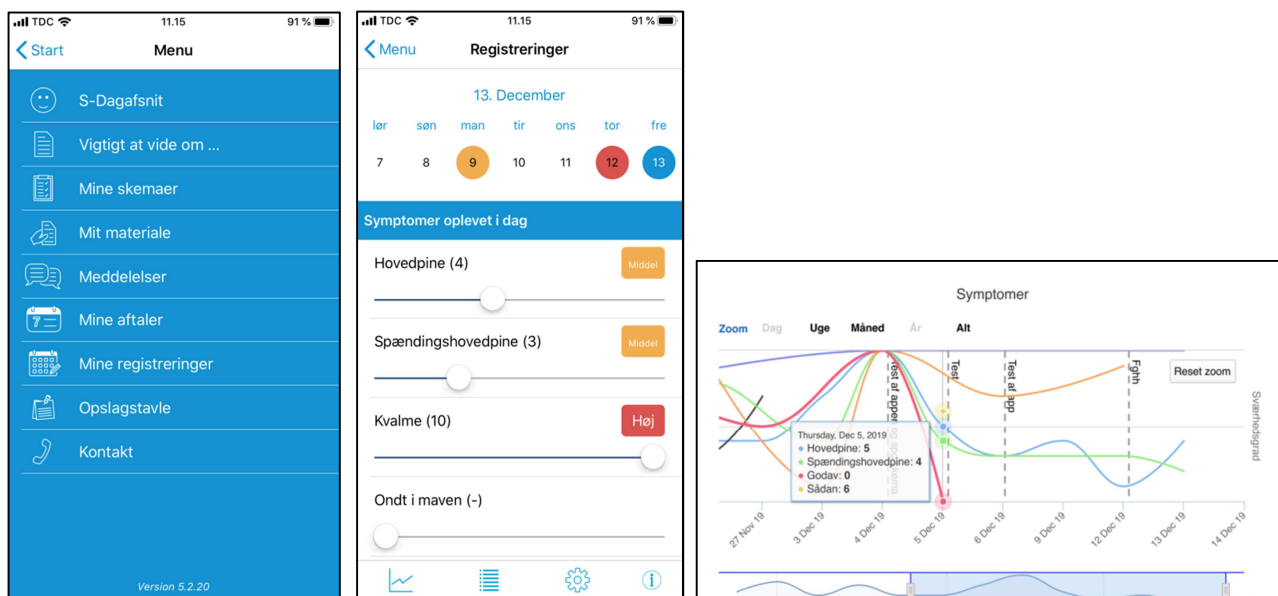 TDC 11.15 91 %
Start Menu
S-Dagafsnit
Vigtigt at vide om ...
Mine skemaer
Mit materiale
Meddelelser
7
Mine aftaler
Mine registreringer
Opslagstavle
Kontakt
Version 5.2.20
TDC 11.15 91 %
Menu Registreringer
13. December
lør søn man tir ons tor fre
7 8 9 10 11 12 13
Symptomer oplevet i dag
Hovedpine (4) Middel
Spændingshovedpine (3) Middel
Kvalme (10) Høj
Ondt i maven (-)
Symptomer
Zoom Dag Uge Måned År Alt
Test af apper og
Test
Test af app
Fghh
Reset zoom
Sværhedsgrad
Thursday, Dec 5, 2019
Hovedpine: 5
Spændingshovedpine: 4
Godav: 0
Sådan: 6
27 Nov 19 3 Dec 19 4 Dec 19 5 Dec 19 6 Dec 19 9 Dec 19 12 Dec 19 13 Dec 19 14 Dec 19